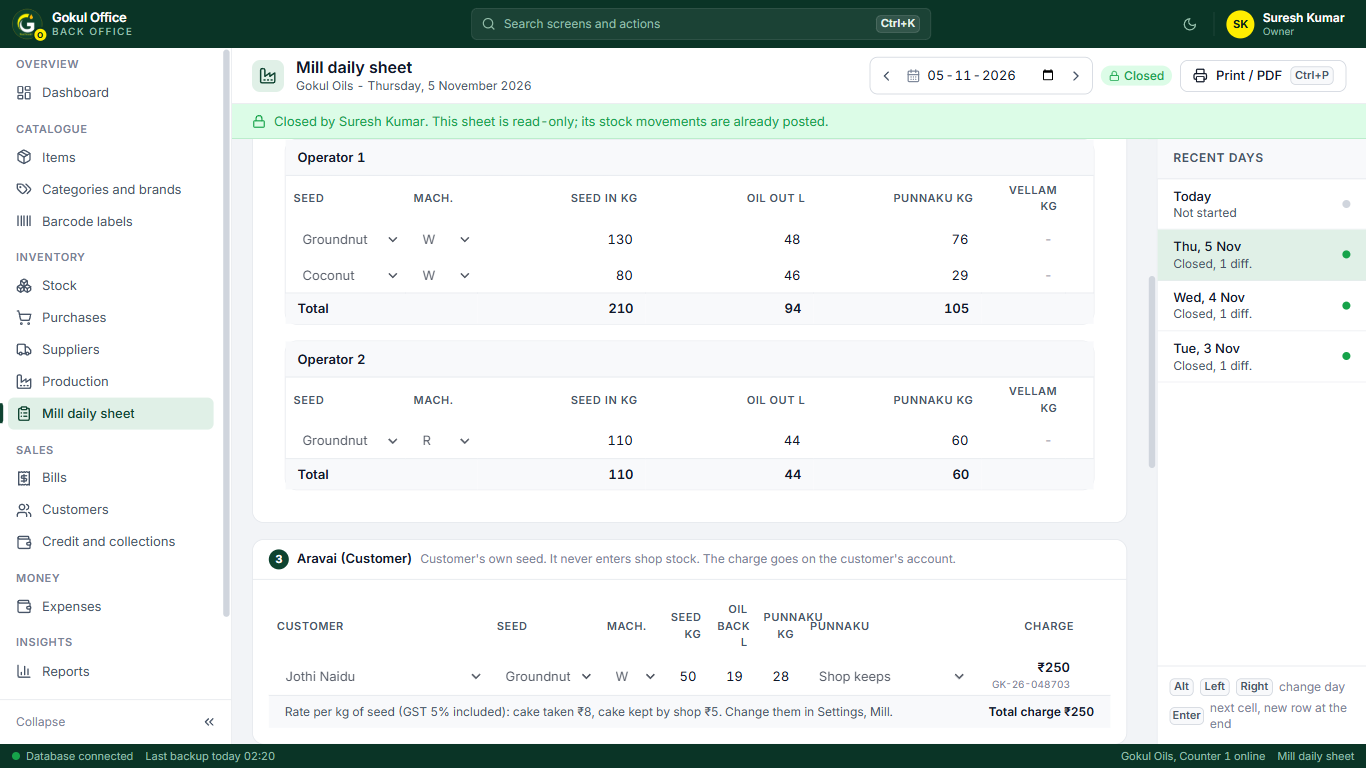 Gokul Office
BACK OFFICE
Search screens and actions
Ctrl+K
SK
Suresh Kumar
Owner
OVERVIEW
Dashboard
CATALOGUE
Items
Categories and brands
Barcode labels
INVENTORY
Stock
Purchases
Suppliers
Production
Mill daily sheet
SALES
Bills
Customers
Credit and collections
MONEY
Expenses
INSIGHTS
Reports
Collapse
Mill daily sheet
Gokul Oils - Thursday, 5 November 2026
05-11-2026
Closed
Print / PDF
Ctrl+P
Closed by Suresh Kumar. This sheet is read-only; its stock movements are already posted.
Operator 1
SEED MACH. SEED IN KG OIL OUT L PUNNAKU KG VELLAM KG
Groundnut W 130 48 76 -
Coconut W 80 46 29 -
Total 210 94 105
Operator 2
SEED MACH. SEED IN KG OIL OUT L PUNNAKU KG VELLAM KG
Groundnut R 110 44 60 -
Total 110 44 60
3 Aravai (Customer) Customer's own seed. It never enters shop stock. The charge goes on the customer's account.
CUSTOMER SEED MACH. SEED KG OIL BACK L PUNNAKU KG PUNNAKU CHARGE
Jothi Naidu Groundnut W 50 19 28 Shop keeps ₹250
GK-26-048703
Rate per kg of seed (GST 5% included): cake taken ₹8, cake kept by shop ₹5. Change them in Settings, Mill. Total charge ₹250
RECENT DAYS
Today
Not started
Thu, 5 Nov
Closed, 1 diff.
Wed, 4 Nov
Closed, 1 diff.
Tue, 3 Nov
Closed, 1 diff.
Alt Left Right change day
Enter next cell, new row at the end
Database connected Last backup today 02:20
Gokul Oils, Counter 1 online Mill daily sheet